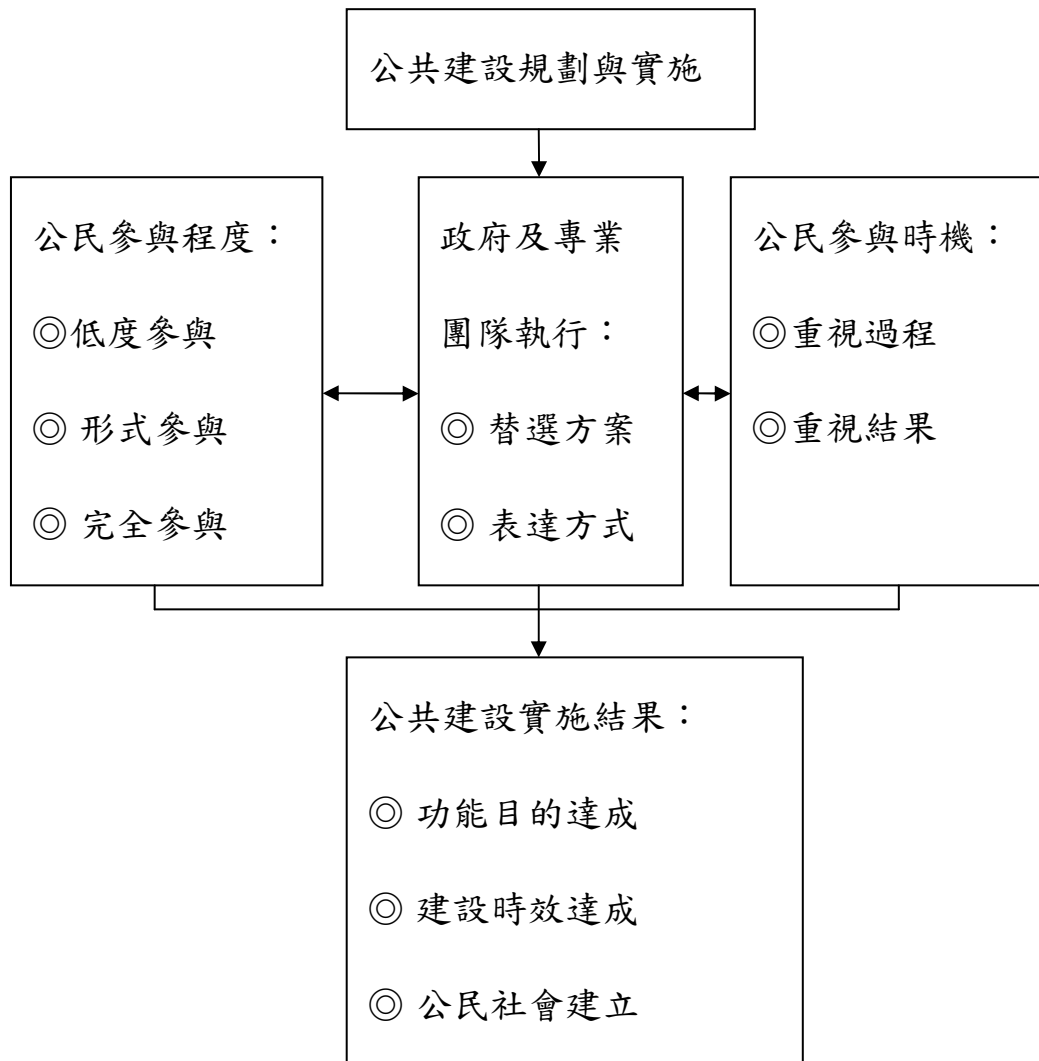 公共建設規劃與實施
公民參與程度：
◎低度參與
◎ 形式參與
◎ 完全參與
政府及專業
團隊執行：
◎ 替選方案
◎ 表達方式
公民參與時機：
◎重視過程
◎重視結果
公共建設實施結果：
◎ 功能目的達成
◎ 建設時效達成
◎ 公民社會建立